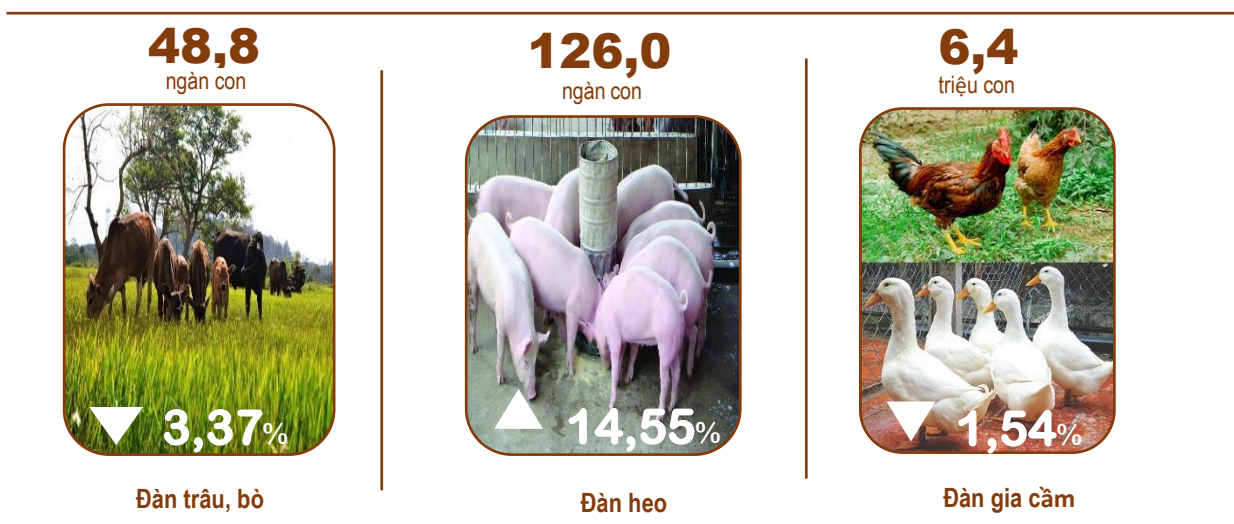 48,8
ngàn con
▼ 3,37%
Đàn trâu, bò
126,0
ngàn con
▲ 14,55%
Đàn heo
6,4
triệu con
▼ 1,54%
Đàn gia cầm